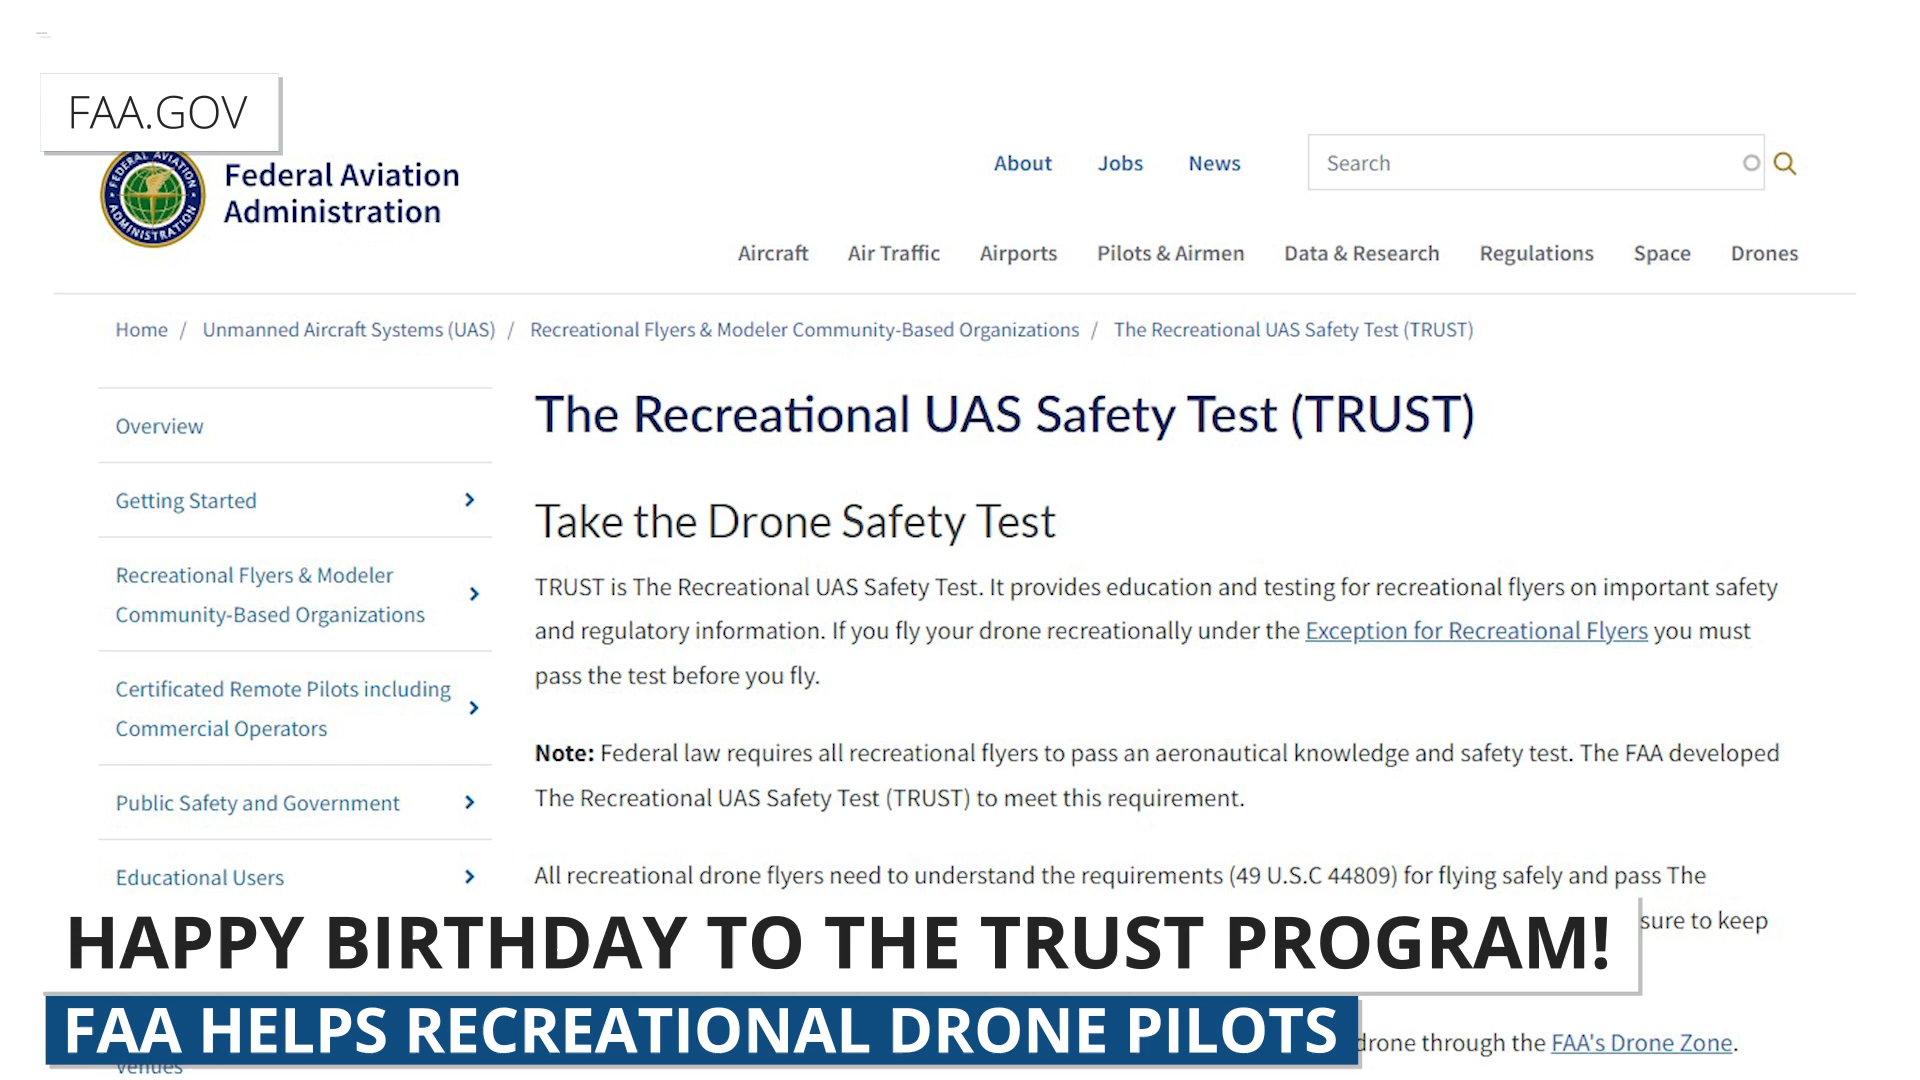 FAA.GOV
FEDERAL AVIATION
ADMINISTRATION
Federal Aviation
Administration
About Jobs News Search
Aircraft Air Traffic Airports Pilots & Airmen Data & Research Regulations Space Drones
Home / Unmanned Aircraft Systems (UAS) / Recreational Flyers & Modeler Community-Based Organizations / The Recreational UAS Safety Test (TRUST)
Overview
Getting Started
Recreational Flyers & Modeler
Community-Based Organizations
Certificated Remote Pilots including
Commercial Operators
Public Safety and Government
Educational Users
The Recreational UAS Safety Test (TRUST)
Take the Drone Safety Test
TRUST is The Recreational UAS Safety Test. It provides education and testing for recreational flyers on important safety
and regulatory information. If you fly your drone recreationally under the Exception for Recreational Flyers you must
pass the test before you fly.
Note: Federal law requires all recreational flyers to pass an aeronautical knowledge and safety test. The FAA developed
The Recreational UAS Safety Test (TRUST) to meet this requirement.
All recreational drone flyers need to understand the requirements (49 U.S.C 44809) for flying safely and pass The
sure to keep
HAPPY BIRTHDAY TO THE TRUST PROGRAM!
FAA HELPS RECREATIONAL DRONE PILOTS
drone through the FAA's Drone Zone.
venues